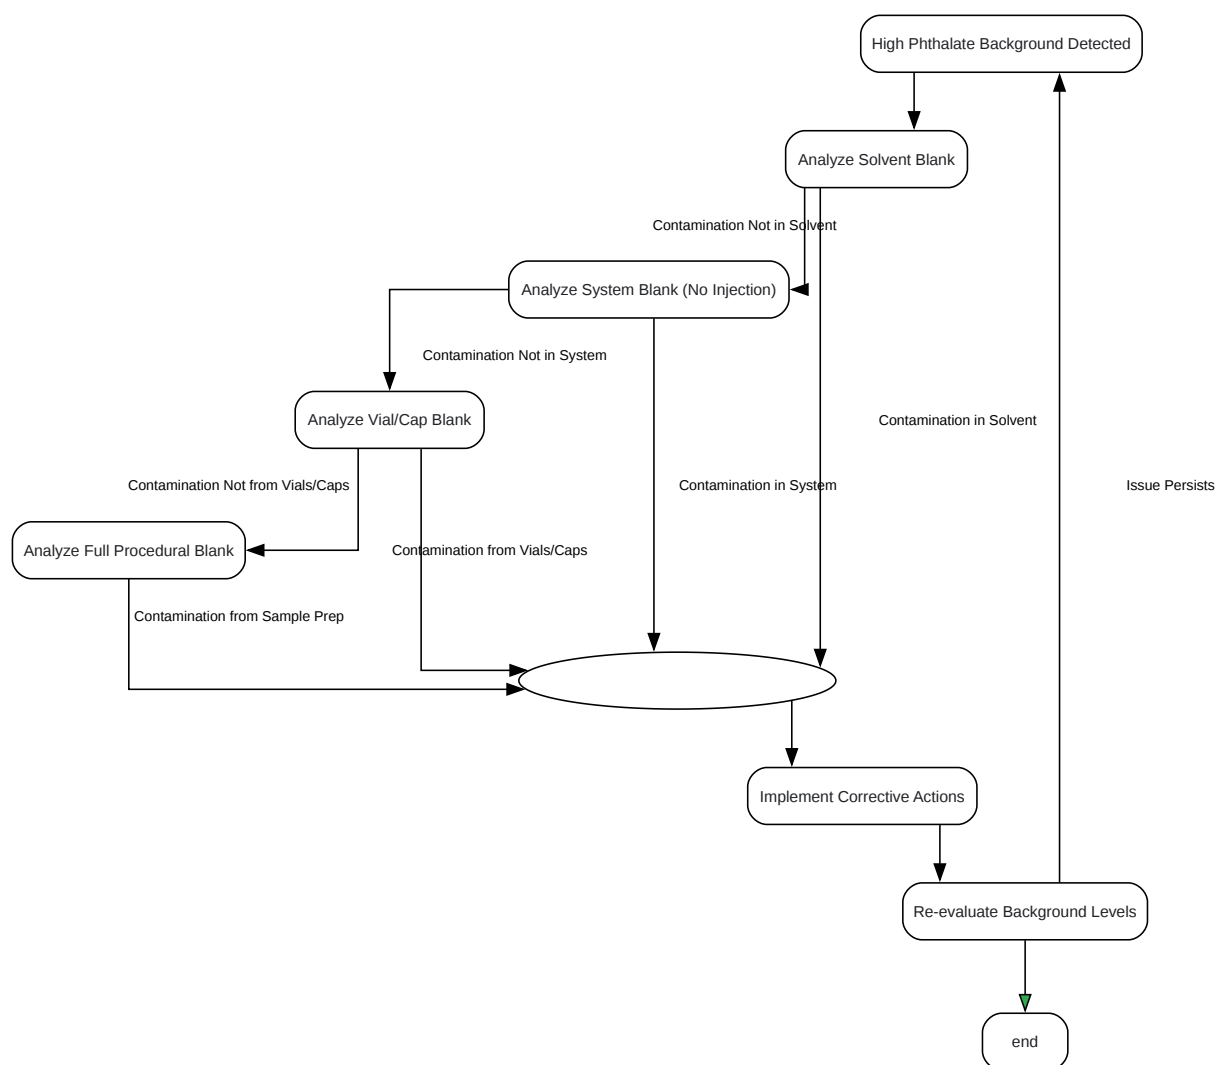 High Phthalate Background Detected
Analyze Solvent Blank
Contamination Not in Solvent
Analyze System Blank (No Injection)
Contamination Not in System
Analyze Vial/Cap Blank
Contamination in Solvent
Contamination Not from Vials/Caps
Contamination in System
Issue Persists
Analyze Full Procedural Blank
Contamination from Vials/Caps
Contamination from Sample Prep
Implement Corrective Actions
Re-evaluate Background Levels
end